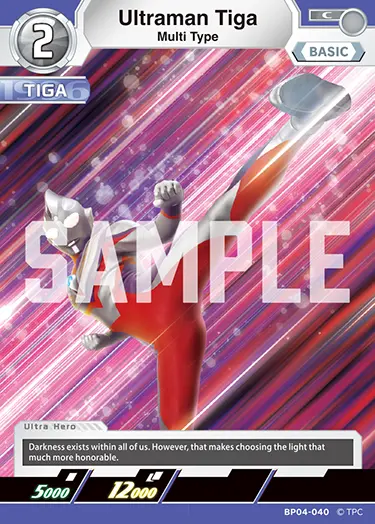 2
Ultraman Tiga
Multi Type
C
BASIC
TIGA
SAMPLE
Ultra Hero
Darkness exists within all of us. However, that makes choosing the light that
much more honorable.
5000
12000
BP04-040 © TPC